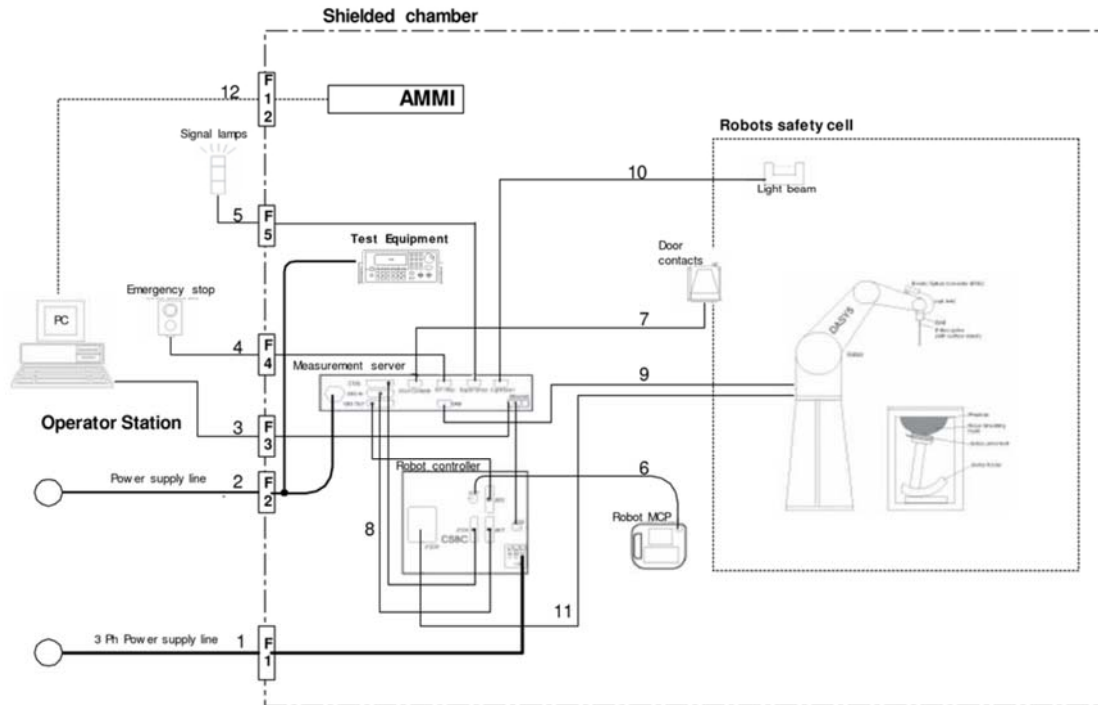 Shielded chamber
12
F
1
2
AMMI
Signal lamps
Robots safety cell
10
Light beam
5
F
5
Test Equipment
Door
contacts
Emergency stop
PC
DASY5
7
4
F
4
Measurement server
9
Operator Station
3
F
3
Power supply line
2
F
2
Robot controller
6
8
CS8C
Robot MCP
11
3 Ph Power supply line
1
F
1